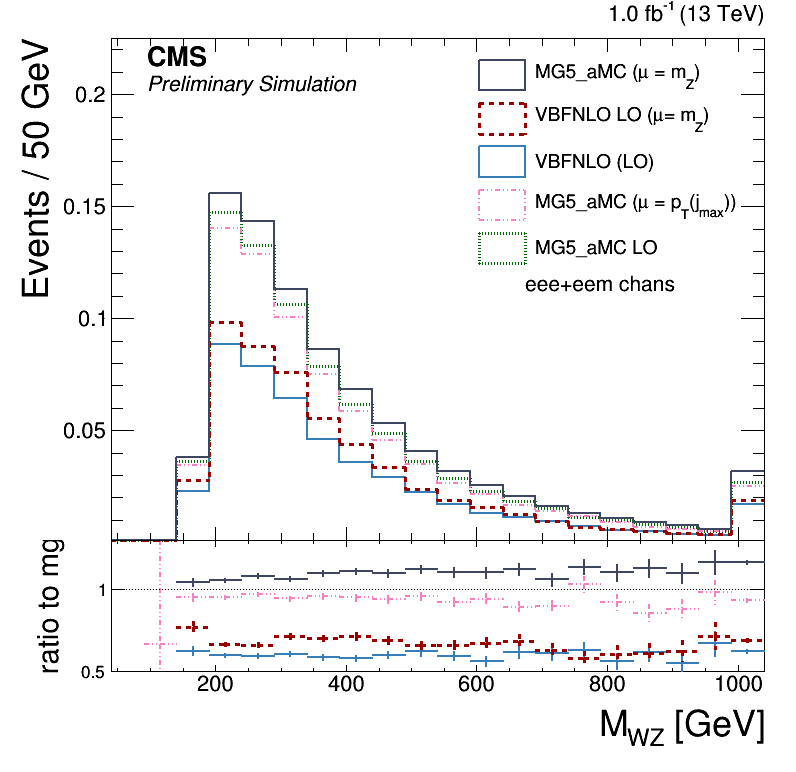 1.0 fb⁻¹ (13 TeV)
CMS
Preliminary Simulation
MG5_aMC (μ = m_Z)
VBFNLO LO (μ= m_Z)
VBFNLO (LO)
MG5_aMC (μ = p_T(j_max))
MG5_aMC LO
eee+eem chans
Events / 50 GeV
0.2
0.15
0.1
0.05
ratio to mg
1
0.5
200 400 600 800 1000
M_WZ [GeV]